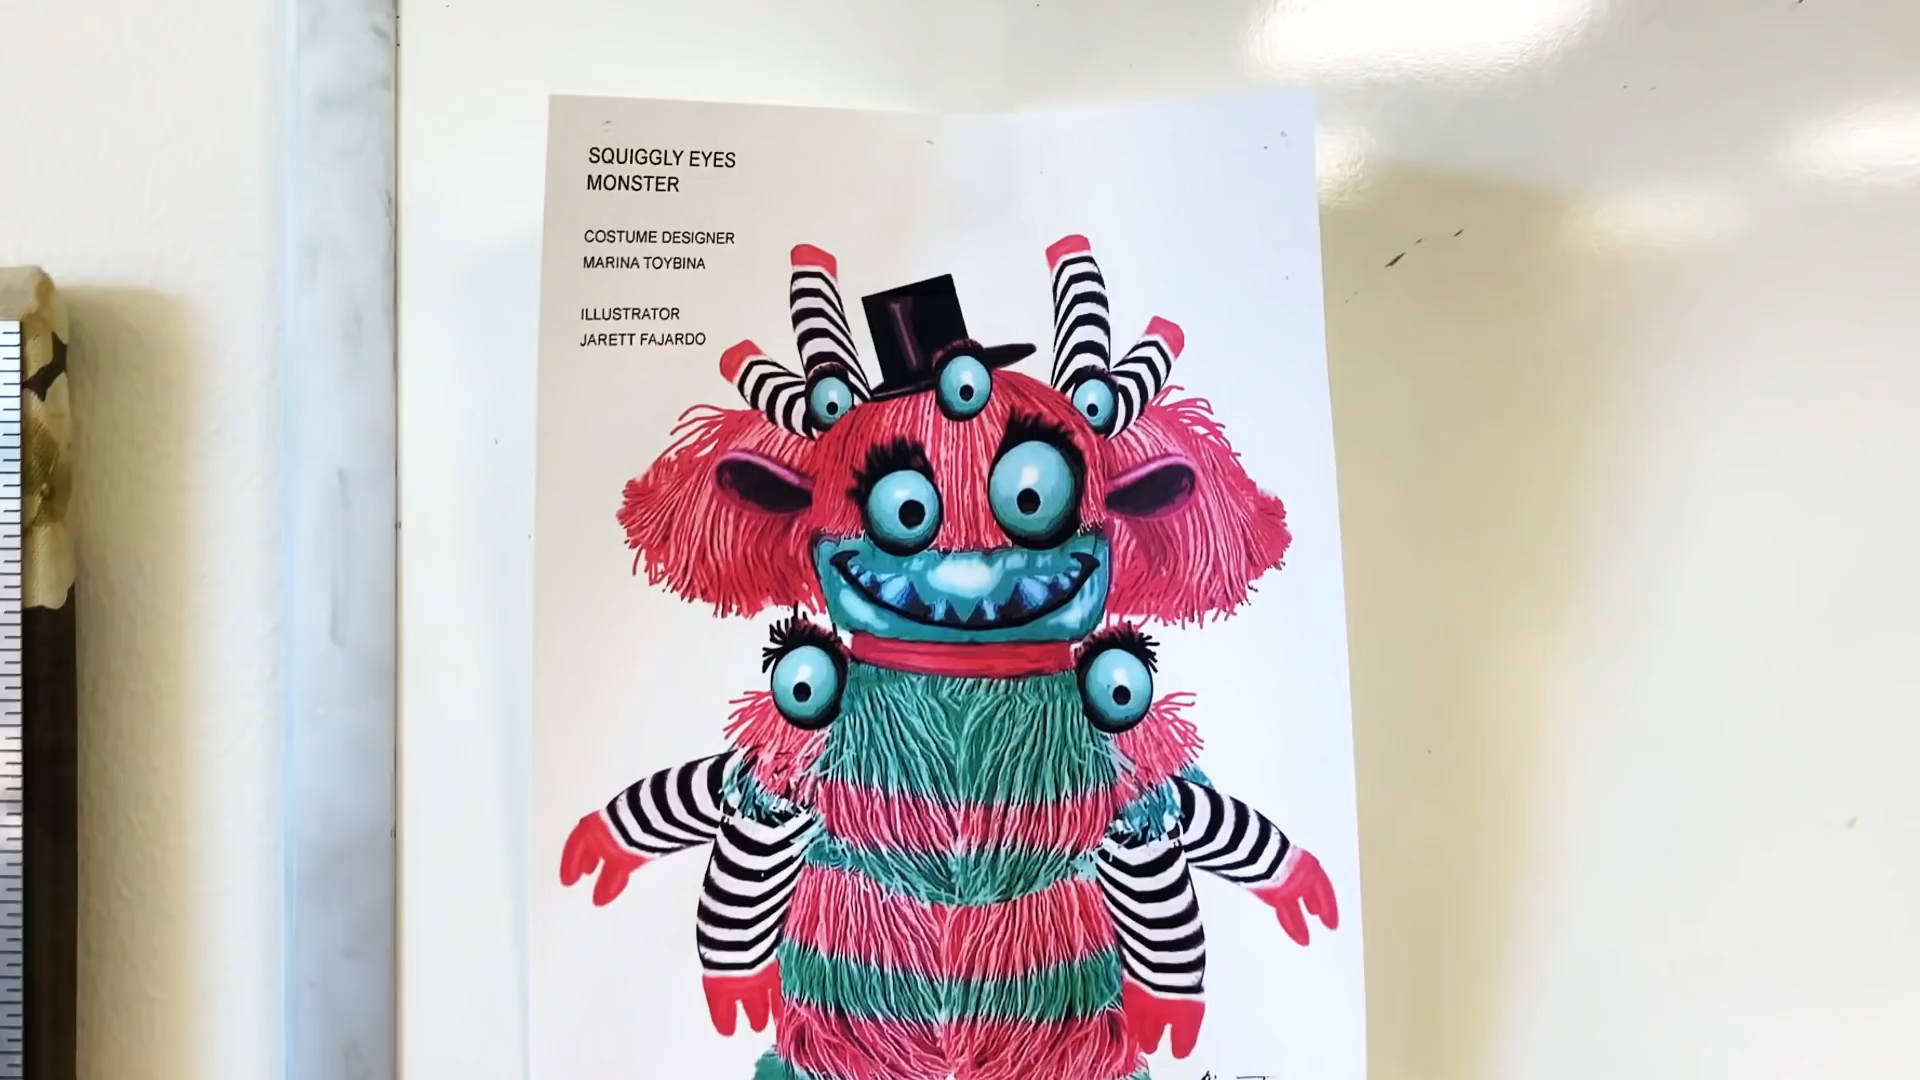 SQUIGGLY EYES
MONSTER
COSTUME DESIGNER
MARINA TOYBINA
ILLUSTRATOR
JARETT FAJARDO